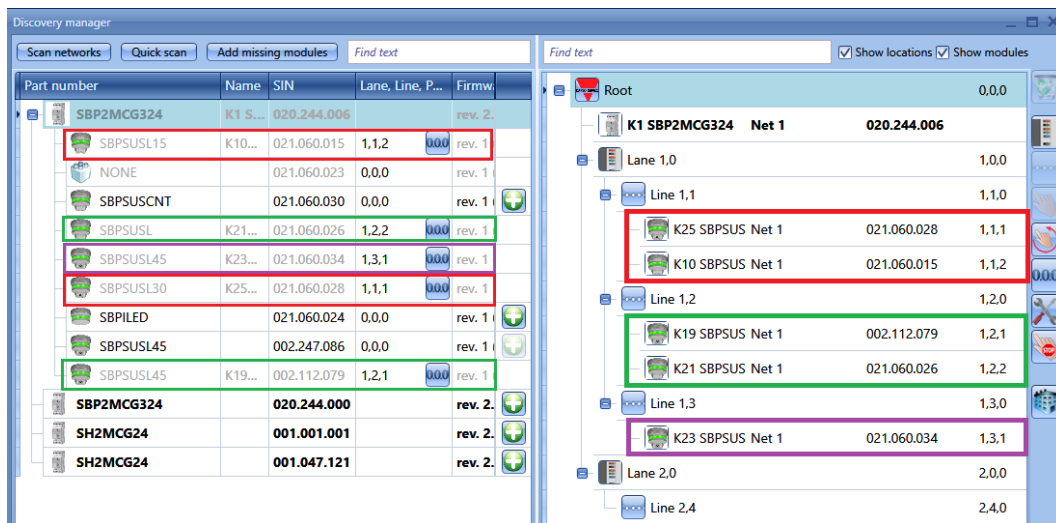 Discovery manager
Scan networks Quick scan Add missing modules Find text
Find text Show locations Show modules
Part number Name SIN Lane, Line, P... Firmw.
SBP2MCG324 K1 S... 020.244.006 rev. 2.
SBPSUSL15 K10... 021.060.015 1,1,2 0.0.0 rev. 1
NONE 021.060.023 0,0,0 rev. 1
SBPSUSCNT 021.060.030 0,0,0 rev. 1
SBPSUSL K21... 021.060.026 1,2,2 0.0.0 rev. 1
SBPSUSL45 K23... 021.060.034 1,3,1 0.0.0 rev. 1
SBPSUSL30 K25... 021.060.028 1,1,1 0.0.0 rev. 1
SBPILED 021.060.024 0,0,0 rev. 1
SBPSUSL45 002.247.086 0,0,0 rev. 1
SBPSUSL45 K19... 002.112.079 1,2,1 0.0.0 rev. 1
SBP2MCG324 020.244.000 rev. 2.
SH2MCG24 001.001.001 rev. 2.
SH2MCG24 001.047.121 rev. 2.
Root 0,0,0
K1 SBP2MCG324 Net 1 020.244.006
Lane 1,0 1,0,0
Line 1,1 1,1,0
K25 SBPSUS Net 1 021.060.028 1,1,1
K10 SBPSUS Net 1 021.060.015 1,1,2
Line 1,2 1,2,0
K19 SBPSUS Net 1 002.112.079 1,2,1
K21 SBPSUS Net 1 021.060.026 1,2,2
Line 1,3 1,3,0
K23 SBPSUS Net 1 021.060.034 1,3,1
Lane 2,0 2,0,0
Line 2,4 2,4,0
0.0.0
STOP